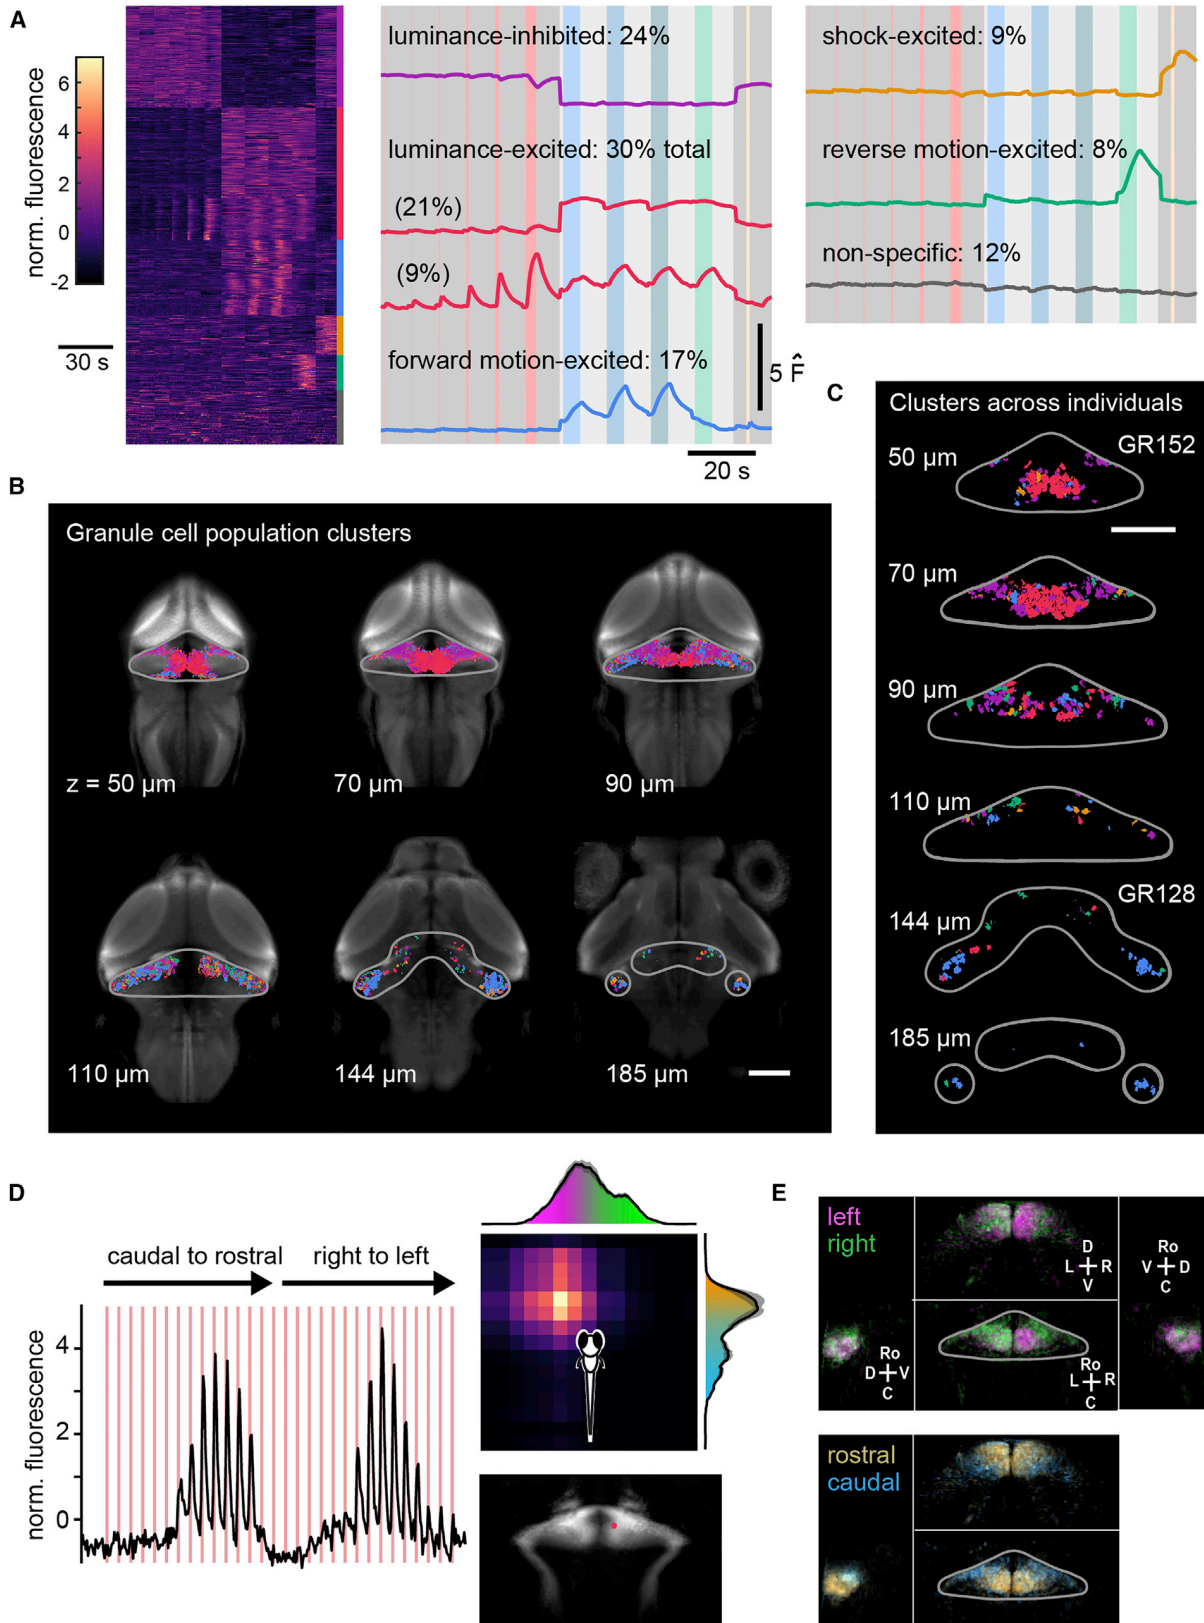 A
norm. fluorescence
6
4
2
0
-2
30 s
luminance-inhibited: 24%
luminance-excited: 30% total
(21%)
(9%)
forward motion-excited: 17%
5 F̂
20 s
shock-excited: 9%
reverse motion-excited: 8%
non-specific: 12%
B
Granule cell population clusters
z = 50 µm
70 µm
90 µm
110 µm
144 µm
185 µm
C
Clusters across individuals
GR152
50 µm
70 µm
90 µm
110 µm
GR128
144 µm
185 µm
D
caudal to rostral
right to left
norm. fluorescence
4
2
0
E
left
right
D
L R
V
Ro
V D
C
Ro
D V
C
Ro
L R
C
rostral
caudal